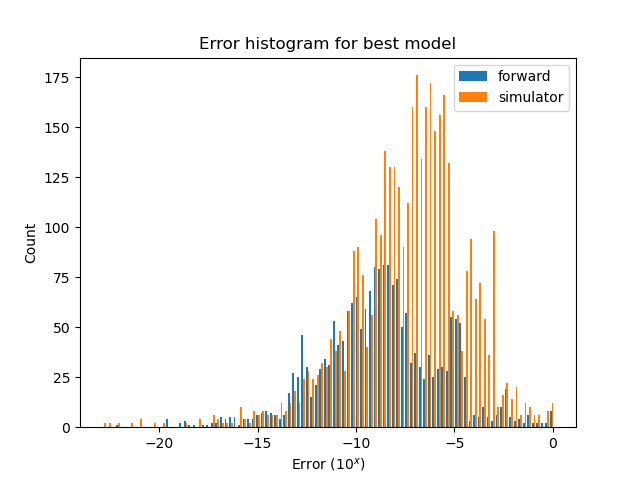 Error histogram for best model
forward
simulator
175
150
125
100
75
50
25
0
Count
−20 −15 −10 −5 0
Error (10^x)